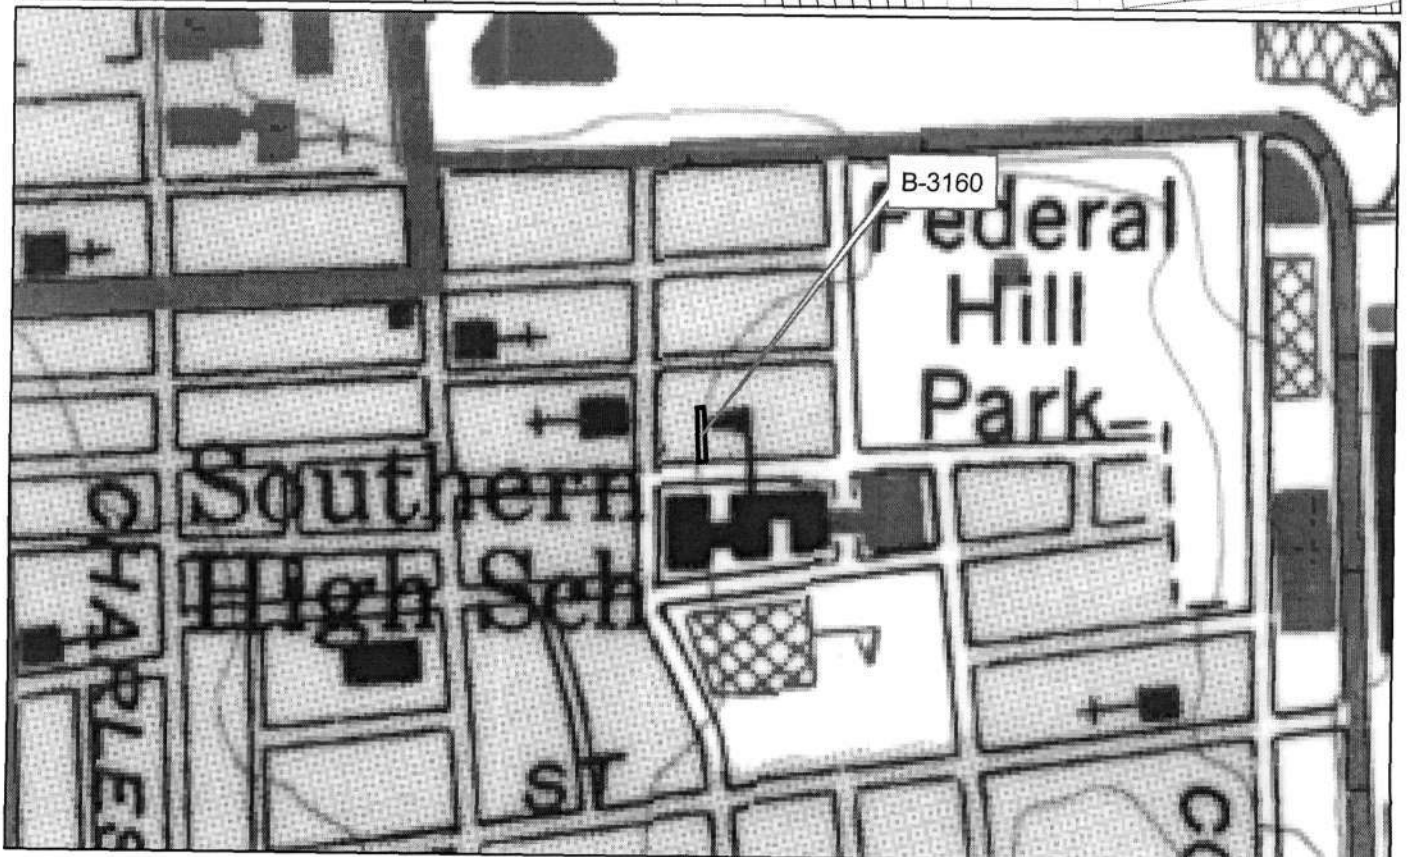 B-3160
Federal
Hill
Park
Southern
High Sch
CHARLES
ST
CO